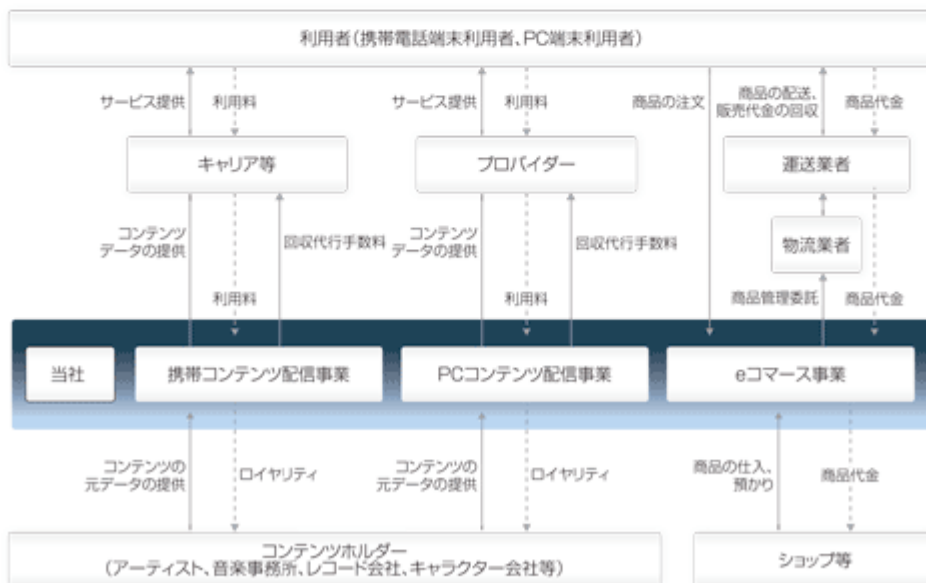 利用者(携帯電話端末利用者、PC端末利用者)
サービス提供
利用料
サービス提供
利用料
商品の注文
商品の配送、
販売代金の回収
商品代金
キャリア等
プロバイダー
運送業者
コンテンツ
データの提供
回収代行手数料
コンテンツ
データの提供
回収代行手数料
物流業者
利用料
利用料
商品管理委託
商品代金
当社
携帯コンテンツ配信事業
PCコンテンツ配信事業
eコマース事業
コンテンツの
元データの提供
ロイヤリティ
コンテンツの
元データの提供
ロイヤリティ
商品の仕入、
預かり
商品代金
コンテンツホルダー
(アーティスト、音楽事務所、レコード会社、キャラクター会社等)
ショップ等